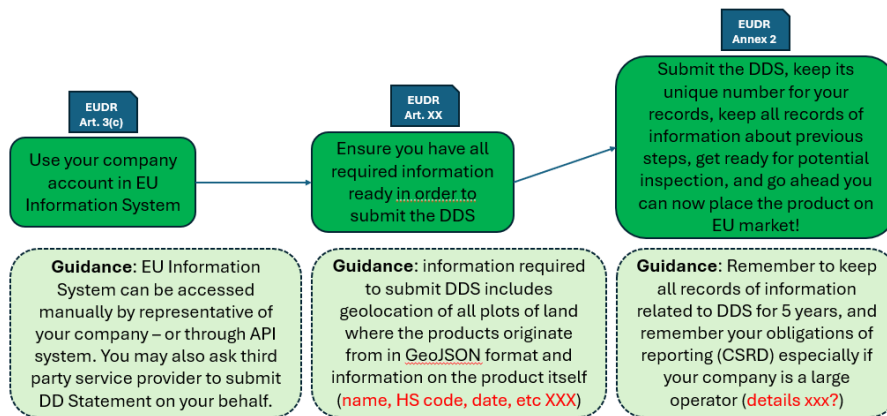 EUDR
Annex 2
EUDR
Art. 3(c)
EUDR
Art. XX
Use your company
account in EU
Information System
Ensure you have all
required information
ready in order to
submit the DDS
Submit the DDS, keep its
unique number for your
records, keep all records of
information about previous
steps, get ready for potential
inspection, and go ahead you
can now place the product on
EU market!
Guidance: EU Information
System can be accessed
manually by representative of
your company – or through API
system. You may also ask third
party service provider to submit
DD Statement on your behalf.
Guidance: information required
to submit DDS includes
geolocation of all plots of land
where the products originate
from in GeoJSON format and
information on the product itself
(name, HS code, date, etc XXX)
Guidance: Remember to keep
all records of information
related to DDS for 5 years, and
remember your obligations of
reporting (CSRD) especially if
your company is a large
operator (details xxx?)